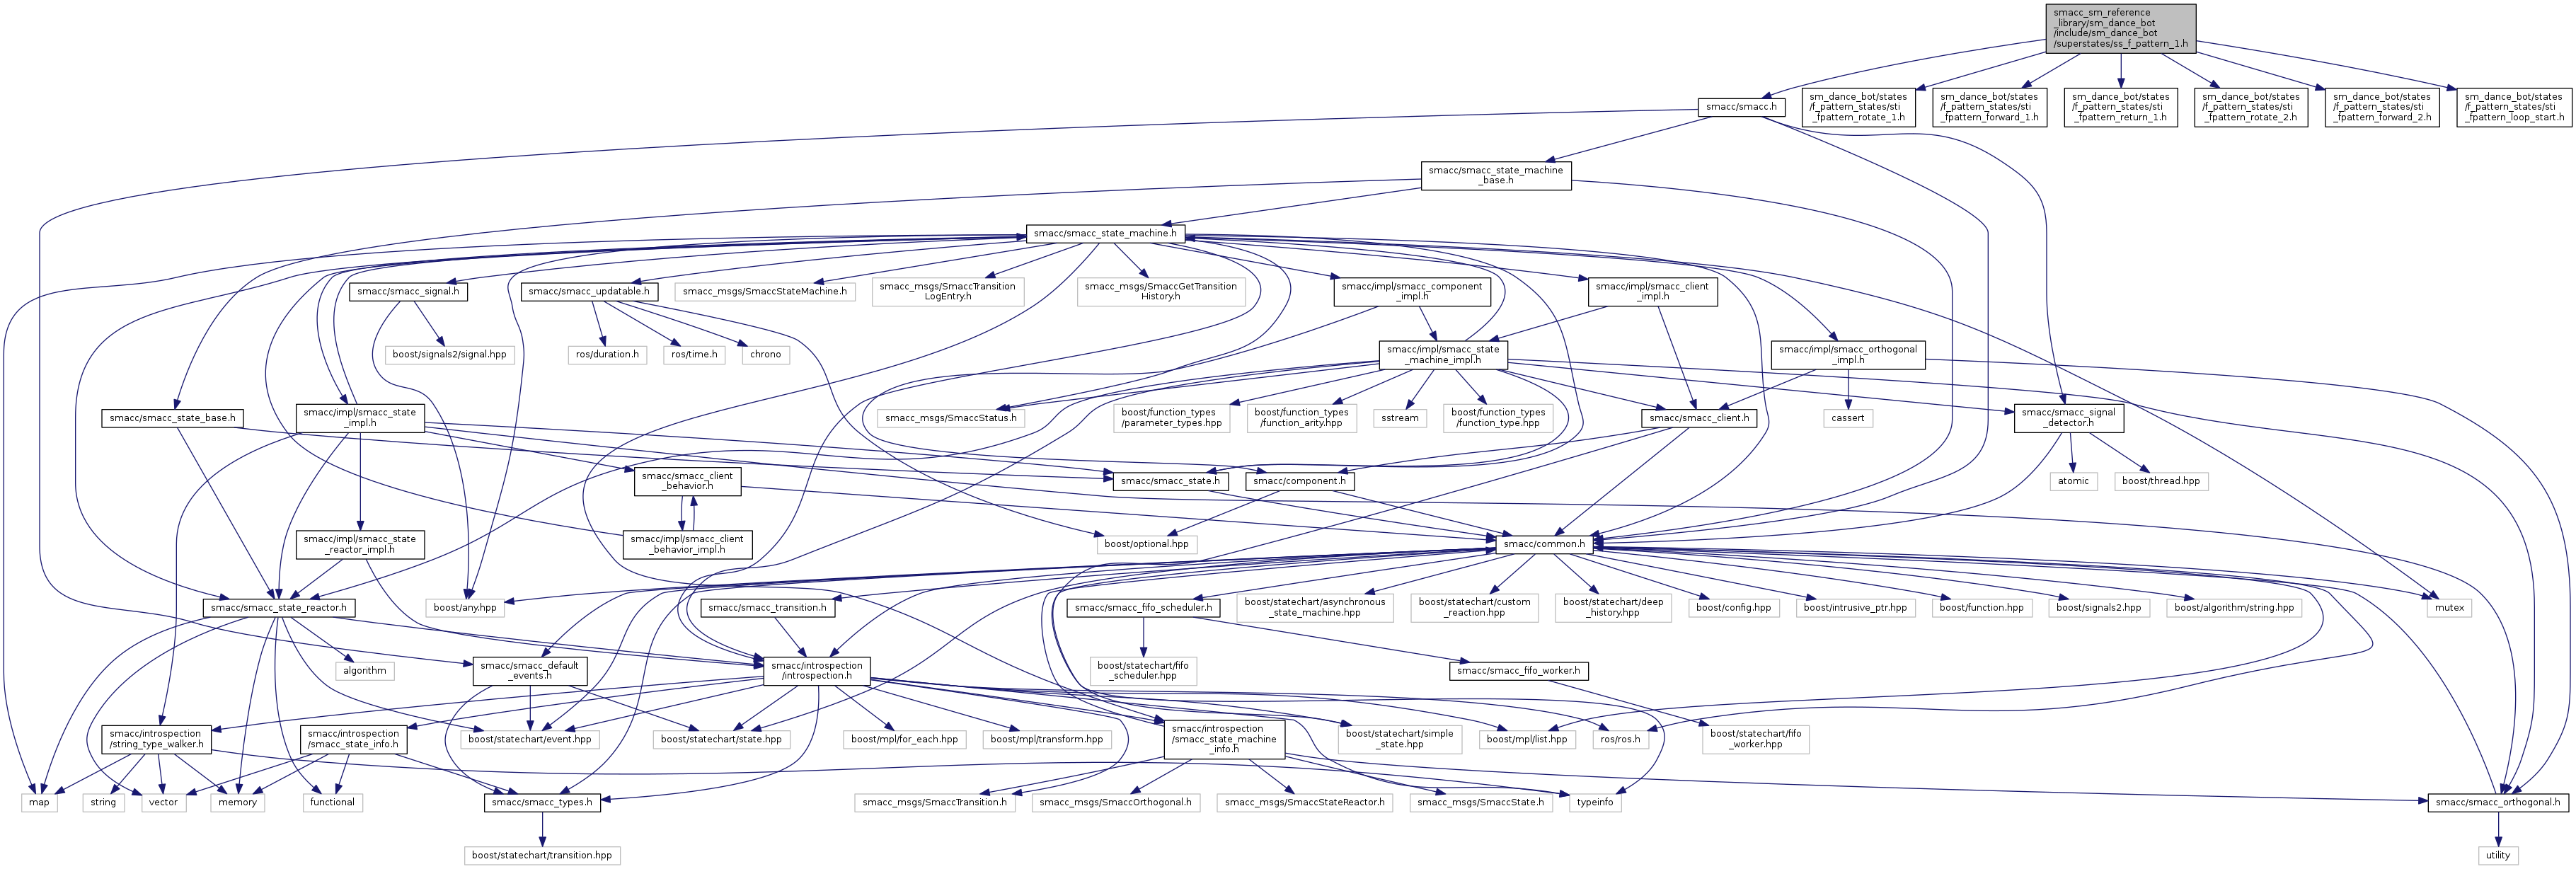 smacc_sm_reference
_library/sm_dance_bot
/include/sm_dance_bot
/superstates/ss_f_pattern_1.h
smacc/smacc.h
sm_dance_bot/states
/f_pattern_states/sti
_fpattern_rotate_1.h
sm_dance_bot/states
/f_pattern_states/sti
_fpattern_forward_1.h
sm_dance_bot/states
/f_pattern_states/sti
_fpattern_return_1.h
sm_dance_bot/states
/f_pattern_states/sti
_fpattern_rotate_2.h
sm_dance_bot/states
/f_pattern_states/sti
_fpattern_forward_2.h
sm_dance_bot/states
/f_pattern_states/sti
_fpattern_loop_start.h
smacc/smacc_state_machine
_base.h
smacc/smacc_state_machine.h
smacc/smacc_signal.h
smacc/smacc_updatable.h
smacc_msgs/SmaccStateMachine.h
smacc_msgs/SmaccTransition
LogEntry.h
smacc_msgs/SmaccGetTransition
History.h
smacc/impl/smacc_component
_impl.h
smacc/impl/smacc_client
_impl.h
boost/signals2/signal.hpp
ros/duration.h
ros/time.h
chrono
smacc/impl/smacc_state
_machine_impl.h
smacc/impl/smacc_orthogonal
_impl.h
smacc/smacc_state_base.h
smacc/impl/smacc_state
_impl.h
smacc_msgs/SmaccStatus.h
boost/function_types
/parameter_types.hpp
boost/function_types
/function_arity.hpp
sstream
boost/function_types
/function_type.hpp
smacc/smacc_client.h
cassert
smacc/smacc_signal
_detector.h
smacc/smacc_client
_behavior.h
smacc/smacc_state.h
smacc/component.h
atomic
boost/thread.hpp
smacc/impl/smacc_state
_reactor_impl.h
smacc/impl/smacc_client
_behavior_impl.h
boost/optional.hpp
smacc/common.h
smacc/smacc_state_reactor.h
boost/any.hpp
smacc/smacc_transition.h
smacc/smacc_fifo_scheduler.h
boost/statechart/asynchronous
_state_machine.hpp
boost/statechart/custom
_reaction.hpp
boost/statechart/deep
_history.hpp
boost/config.hpp
boost/intrusive_ptr.hpp
boost/function.hpp
boost/signals2.hpp
boost/algorithm/string.hpp
mutex
algorithm
smacc/smacc_default
_events.h
smacc/introspection
/introspection.h
boost/statechart/fifo
_scheduler.hpp
smacc/smacc_fifo_worker.h
smacc/introspection
/string_type_walker.h
smacc/introspection
/smacc_state_info.h
boost/statechart/event.hpp
boost/statechart/state.hpp
boost/mpl/for_each.hpp
boost/mpl/transform.hpp
smacc/introspection
/smacc_state_machine
_info.h
boost/statechart/simple
_state.hpp
boost/mpl/list.hpp
ros/ros.h
boost/statechart/fifo
_worker.hpp
map
string
vector
memory
functional
smacc/smacc_types.h
smacc_msgs/SmaccTransition.h
smacc_msgs/SmaccOrthogonal.h
smacc_msgs/SmaccStateReactor.h
smacc_msgs/SmaccState.h
typeinfo
smacc/smacc_orthogonal.h
boost/statechart/transition.hpp
utility